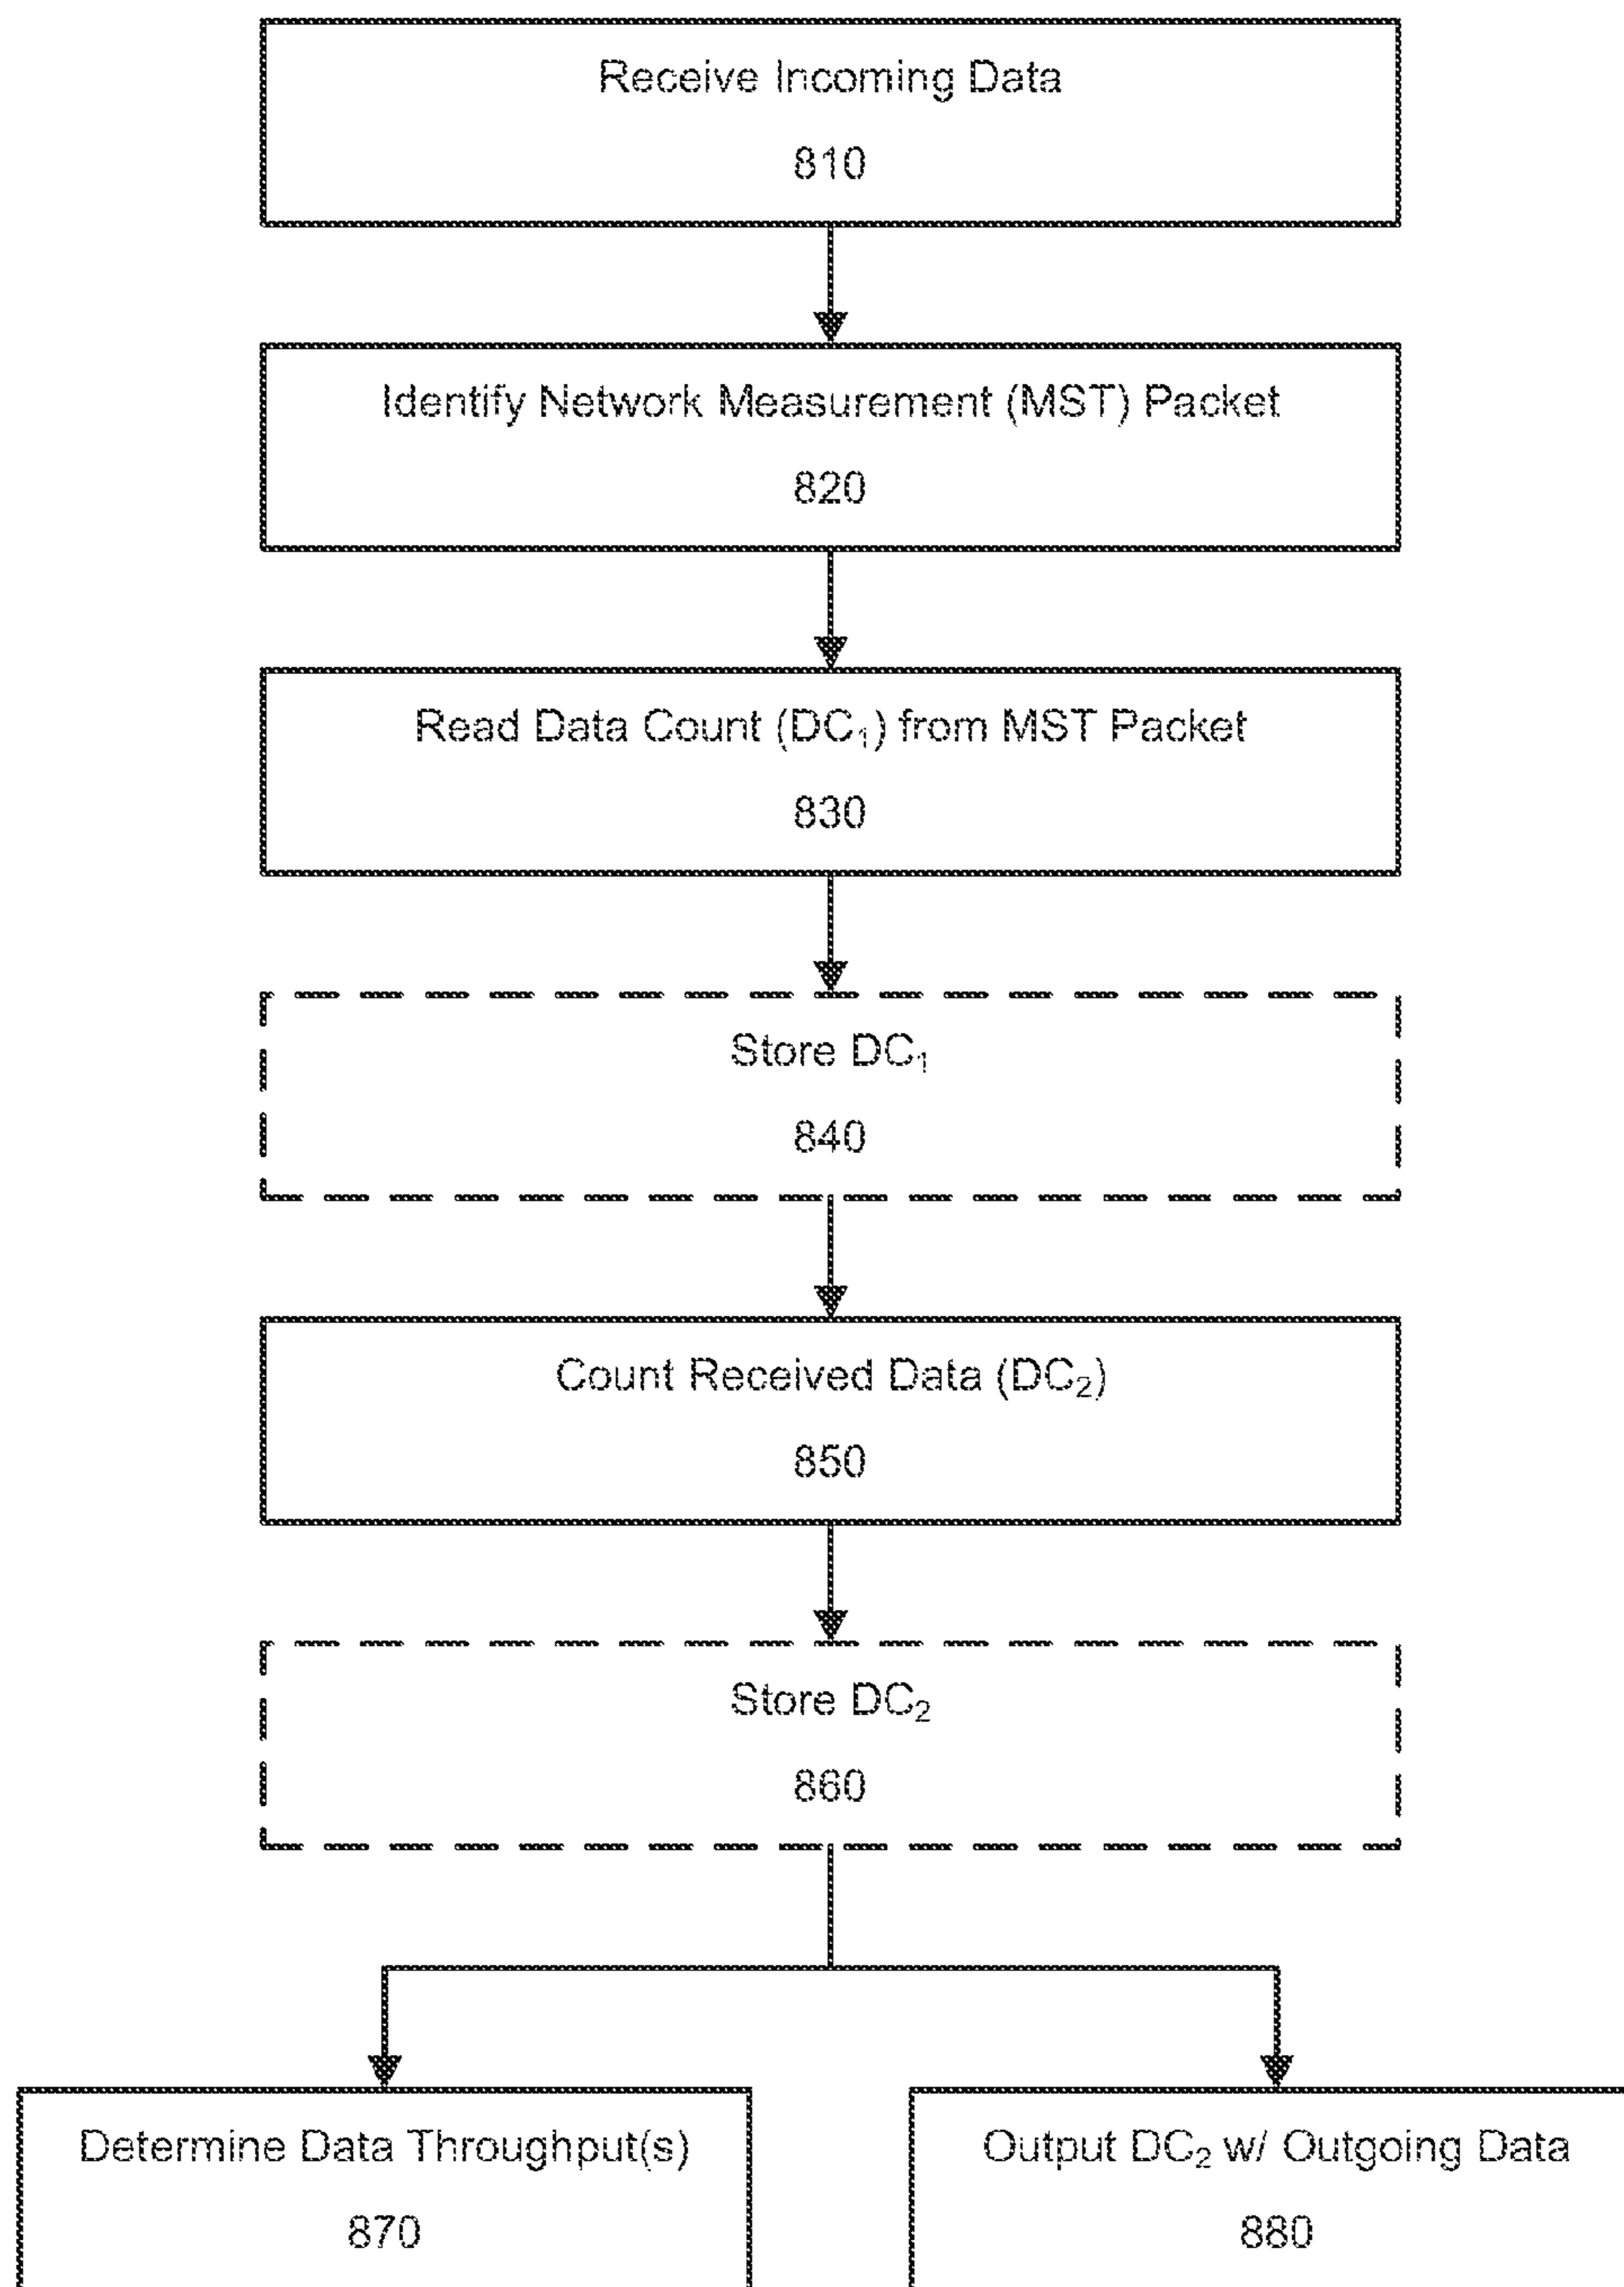 Receive Incoming Data
810
Identify Network Measurement (MST) Packet
820
Read Data Count (DC₁) from MST Packet
830
Store DC₁
840
Count Received Data (DC₂)
850
Store DC₂
860
Determine Data Throughput(s)
870
Output DC₂ w/ Outgoing Data
880